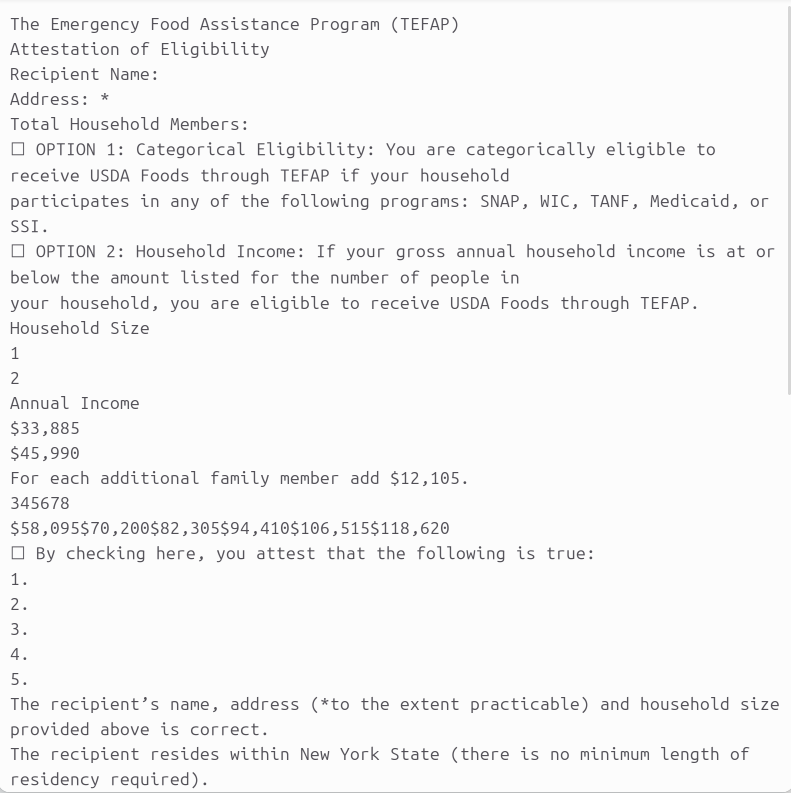 The Emergency Food Assistance Program (TEFAP)
Attestation of Eligibility
Recipient Name:
Address: *
Total Household Members:
☐ OPTION 1: Categorical Eligibility: You are categorically eligible to
receive USDA Foods through TEFAP if your household
participates in any of the following programs: SNAP, WIC, TANF, Medicaid, or
SSI.
☐ OPTION 2: Household Income: If your gross annual household income is at or
below the amount listed for the number of people in
your household, you are eligible to receive USDA Foods through TEFAP.
Household Size
1
2
Annual Income
$33,885
$45,990
For each additional family member add $12,105.
345678
$58,095$70,200$82,305$94,410$106,515$118,620
☐ By checking here, you attest that the following is true:
1.
2.
3.
4.
5.
The recipient’s name, address (*to the extent practicable) and household size
provided above is correct.
The recipient resides within New York State (there is no minimum length of
residency required).